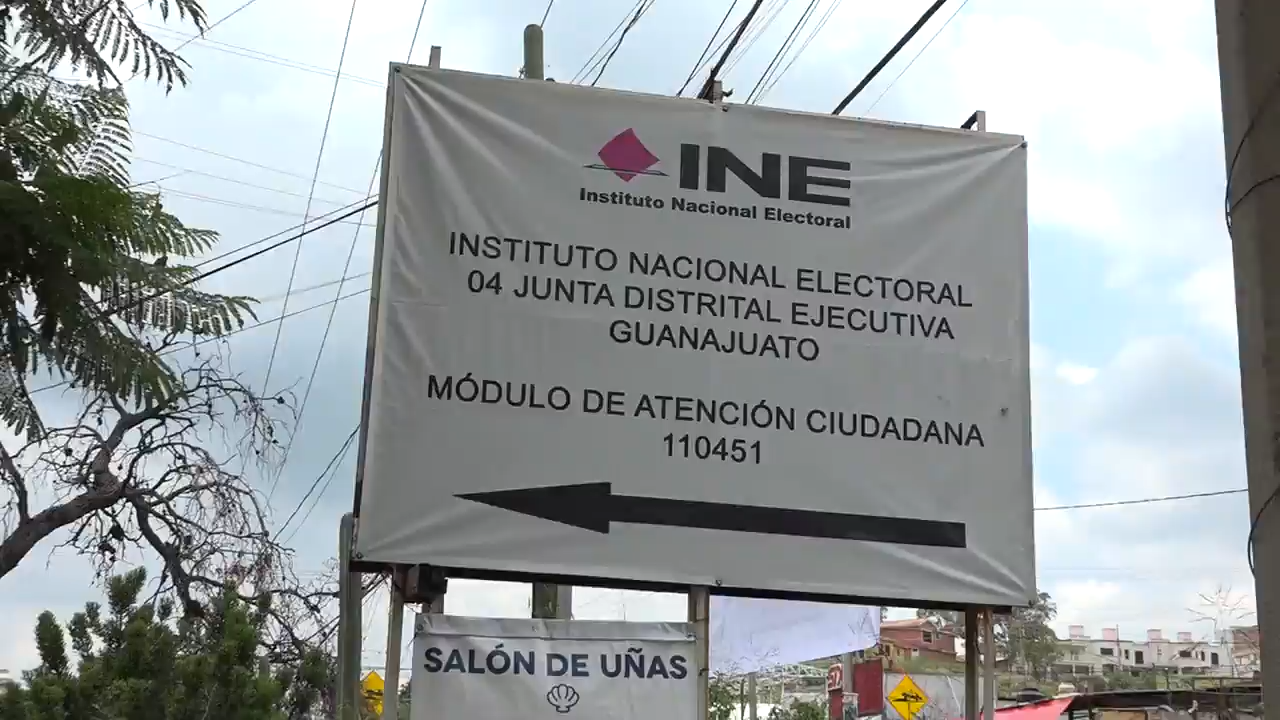 INE
Instituto Nacional Electoral
INSTITUTO NACIONAL ELECTORAL
04 JUNTA DISTRITAL EJECUTIVA
GUANAJUATO
MÓDULO DE ATENCIÓN CIUDADANA
110451
SALÓN DE UÑAS